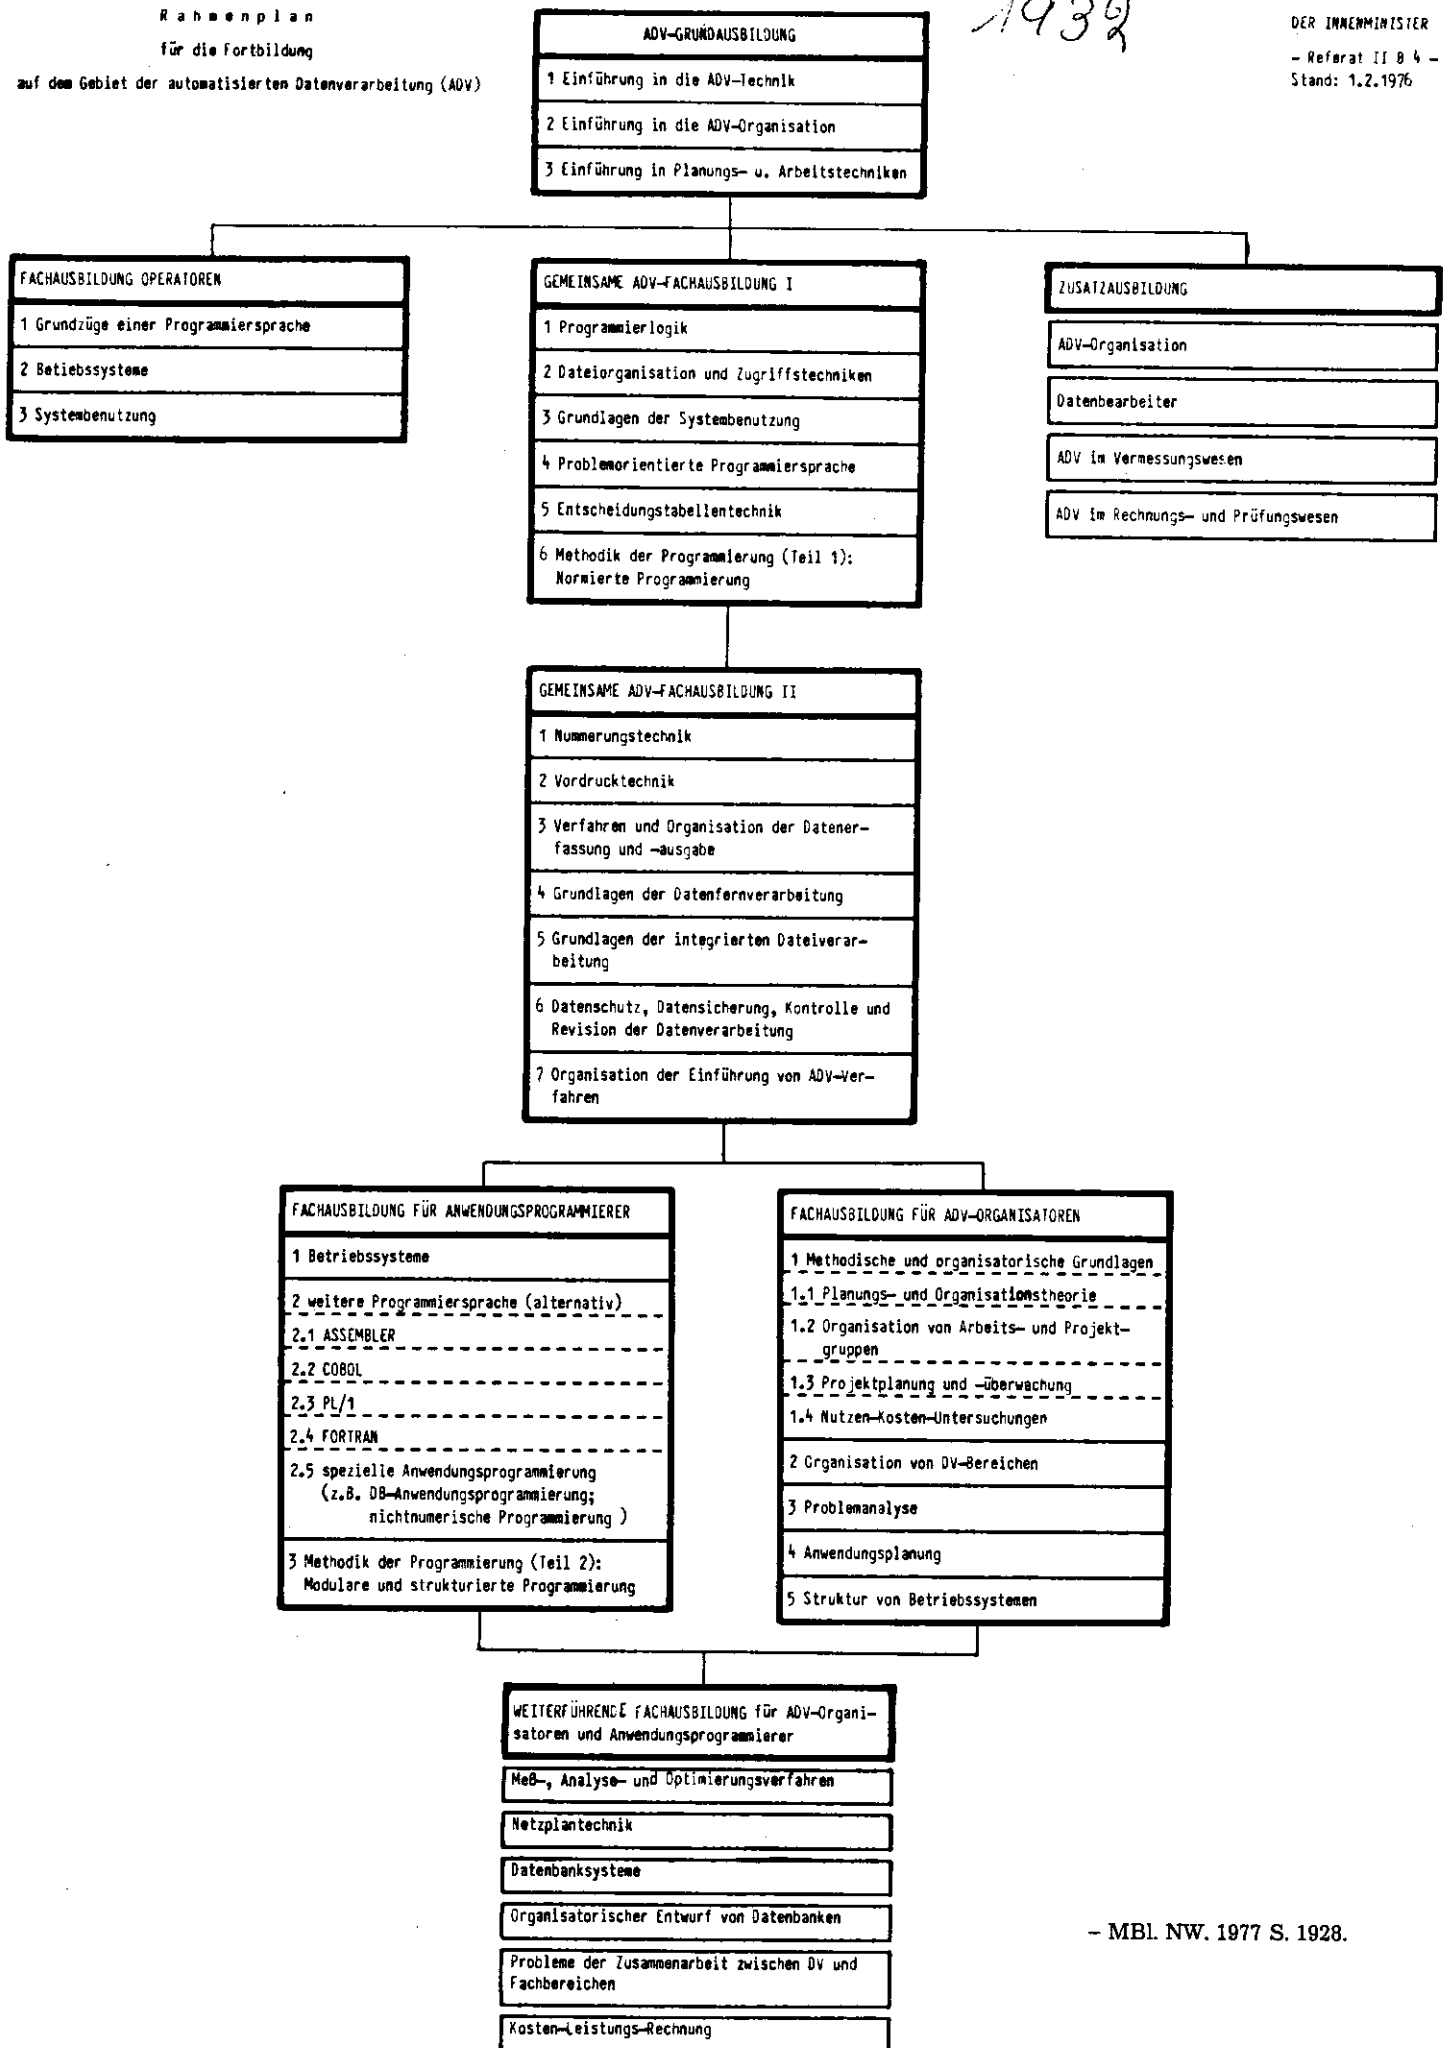 R a h m e n p l a n
für die Fortbildung
auf dem Gebiet der automatisierten Datenverarbeitung (ADV)
1932
DER INNENMINISTER
- Referat II B 4 -
Stand: 1.2.1976
ADV-GRUNDAUSBILDUNG
1 Einführung in die ADV-Technik
2 Einführung in die ADV-Organisation
3 Einführung in Planungs- u. Arbeitstechniken
FACHAUSBILDUNG OPERATOREN
1 Grundzüge einer Programmiersprache
2 Betiebssysteme
3 Systembenutzung
GEMEINSAME ADV-FACHAUSBILDUNG I
1 Programmierlogik
2 Dateiorganisation und Zugriffstechniken
3 Grundlagen der Systembenutzung
4 Problemorientierte Programmiersprache
5 Entscheidungstabellentechnik
6 Methodik der Programmierung (Teil 1):
Normierte Programmierung
ZUSATZAUSBILDUNG
ADV-Organisation
Datenbearbeiter
ADV im Vermessungswesen
ADV im Rechnungs- und Prüfungswesen
GEMEINSAME ADV-FACHAUSBILDUNG II
1 Nummerungstechnik
2 Vordrucktechnik
3 Verfahren und Organisation der Datener-
fassung und -ausgabe
4 Grundlagen der Datenfernverarbeitung
5 Grundlagen der integrierten Dateiverar-
beitung
6 Datenschutz, Datensicherung, Kontrolle und
Revision der Datenverarbeitung
7 Organisation der Einführung von ADV-Ver-
fahren
FACHAUSBILDUNG FÜR ANWENDUNGSPROGRAMMIERER
1 Betriebssysteme
2 weitere Programmiersprache (alternativ)
2.1 ASSEMBLER
2.2 COBOL
2.3 PL/1
2.4 FORTRAN
2.5 spezielle Anwendungsprogrammierung
(z.B. DB-Anwendungsprogrammierung;
nichtnumerische Programmierung )
3 Methodik der Programmierung (Teil 2):
Modulare und strukturierte Programmierung
FACHAUSBILDUNG FÜR ADV-ORGANISATOREN
1 Methodische und organisatorische Grundlagen
1.1 Planungs- und Organisationstheorie
1.2 Organisation von Arbeits- und Projekt-
gruppen
1.3 Projektplanung und -überwachung
1.4 Nutzen-Kosten-Untersuchungen
2 Organisation von DV-Bereichen
3 Problemanalyse
4 Anwendungsplanung
5 Struktur von Betriebssystemen
WEITERFÜHRENDE FACHAUSBILDUNG für ADV-Organi-
satoren und Anwendungsprogrammierer
Meß-, Analyse- und Optimierungsverfahren
Netzplantechnik
Datenbanksysteme
Organisatorischer Entwurf von Datenbanken
Probleme der Zusammenarbeit zwischen DV und
Fachbereichen
Kosten-Leistungs-Rechnung
- MBl. NW. 1977 S. 1928.